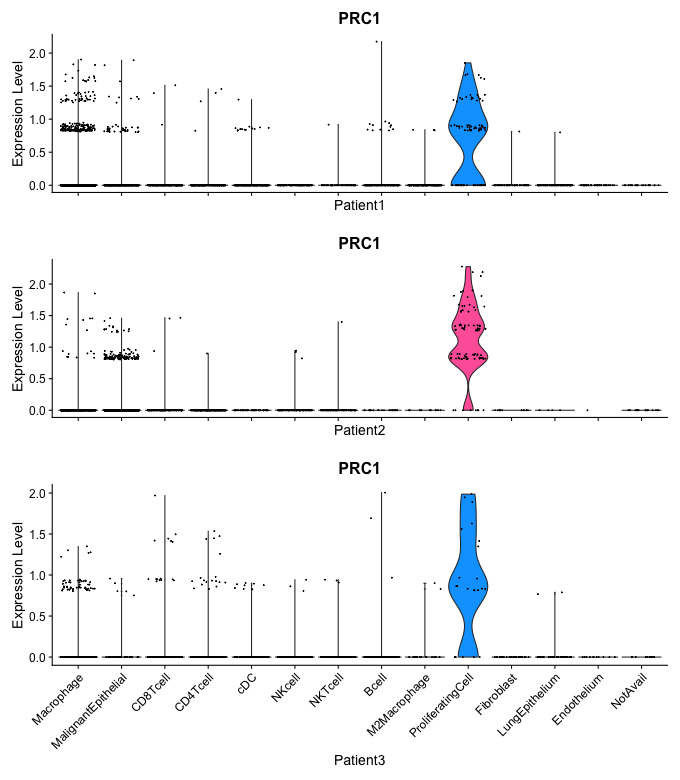 PRC1
Expression Level
2.0
1.5
1.0
0.5
0.0
Patient1
PRC1
Expression Level
2.0
1.5
1.0
0.5
0.0
Patient2
PRC1
Expression Level
2.0
1.5
1.0
0.5
0.0
Macrophage
MalignantEpithelial
CD8Tcell
CD4Tcell
cDC
NKcell
NKTcell
Bcell
M2Macrophage
ProliferatingCell
Fibroblast
LungEpithelium
Endothelium
NotAvail
Patient3